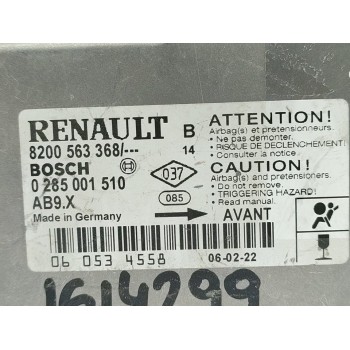 RENAULT B
8200 563 368/--- 14
BOSCH 037
0 285 001 510
AB9.X 085
Made in Germany AVANT
06 053 4558 06-02-22
ATTENTION!
Airbag(s) et pretensionneurs.
• Ne pas demonter.
• RISQUE DE DECLENCHEMENT!
• Consulter la notice.
CAUTION!
Airbag(s) and pretensioners.
• Do not remove.
TRIGGERING HAZARD!
• Read manual.
1614299